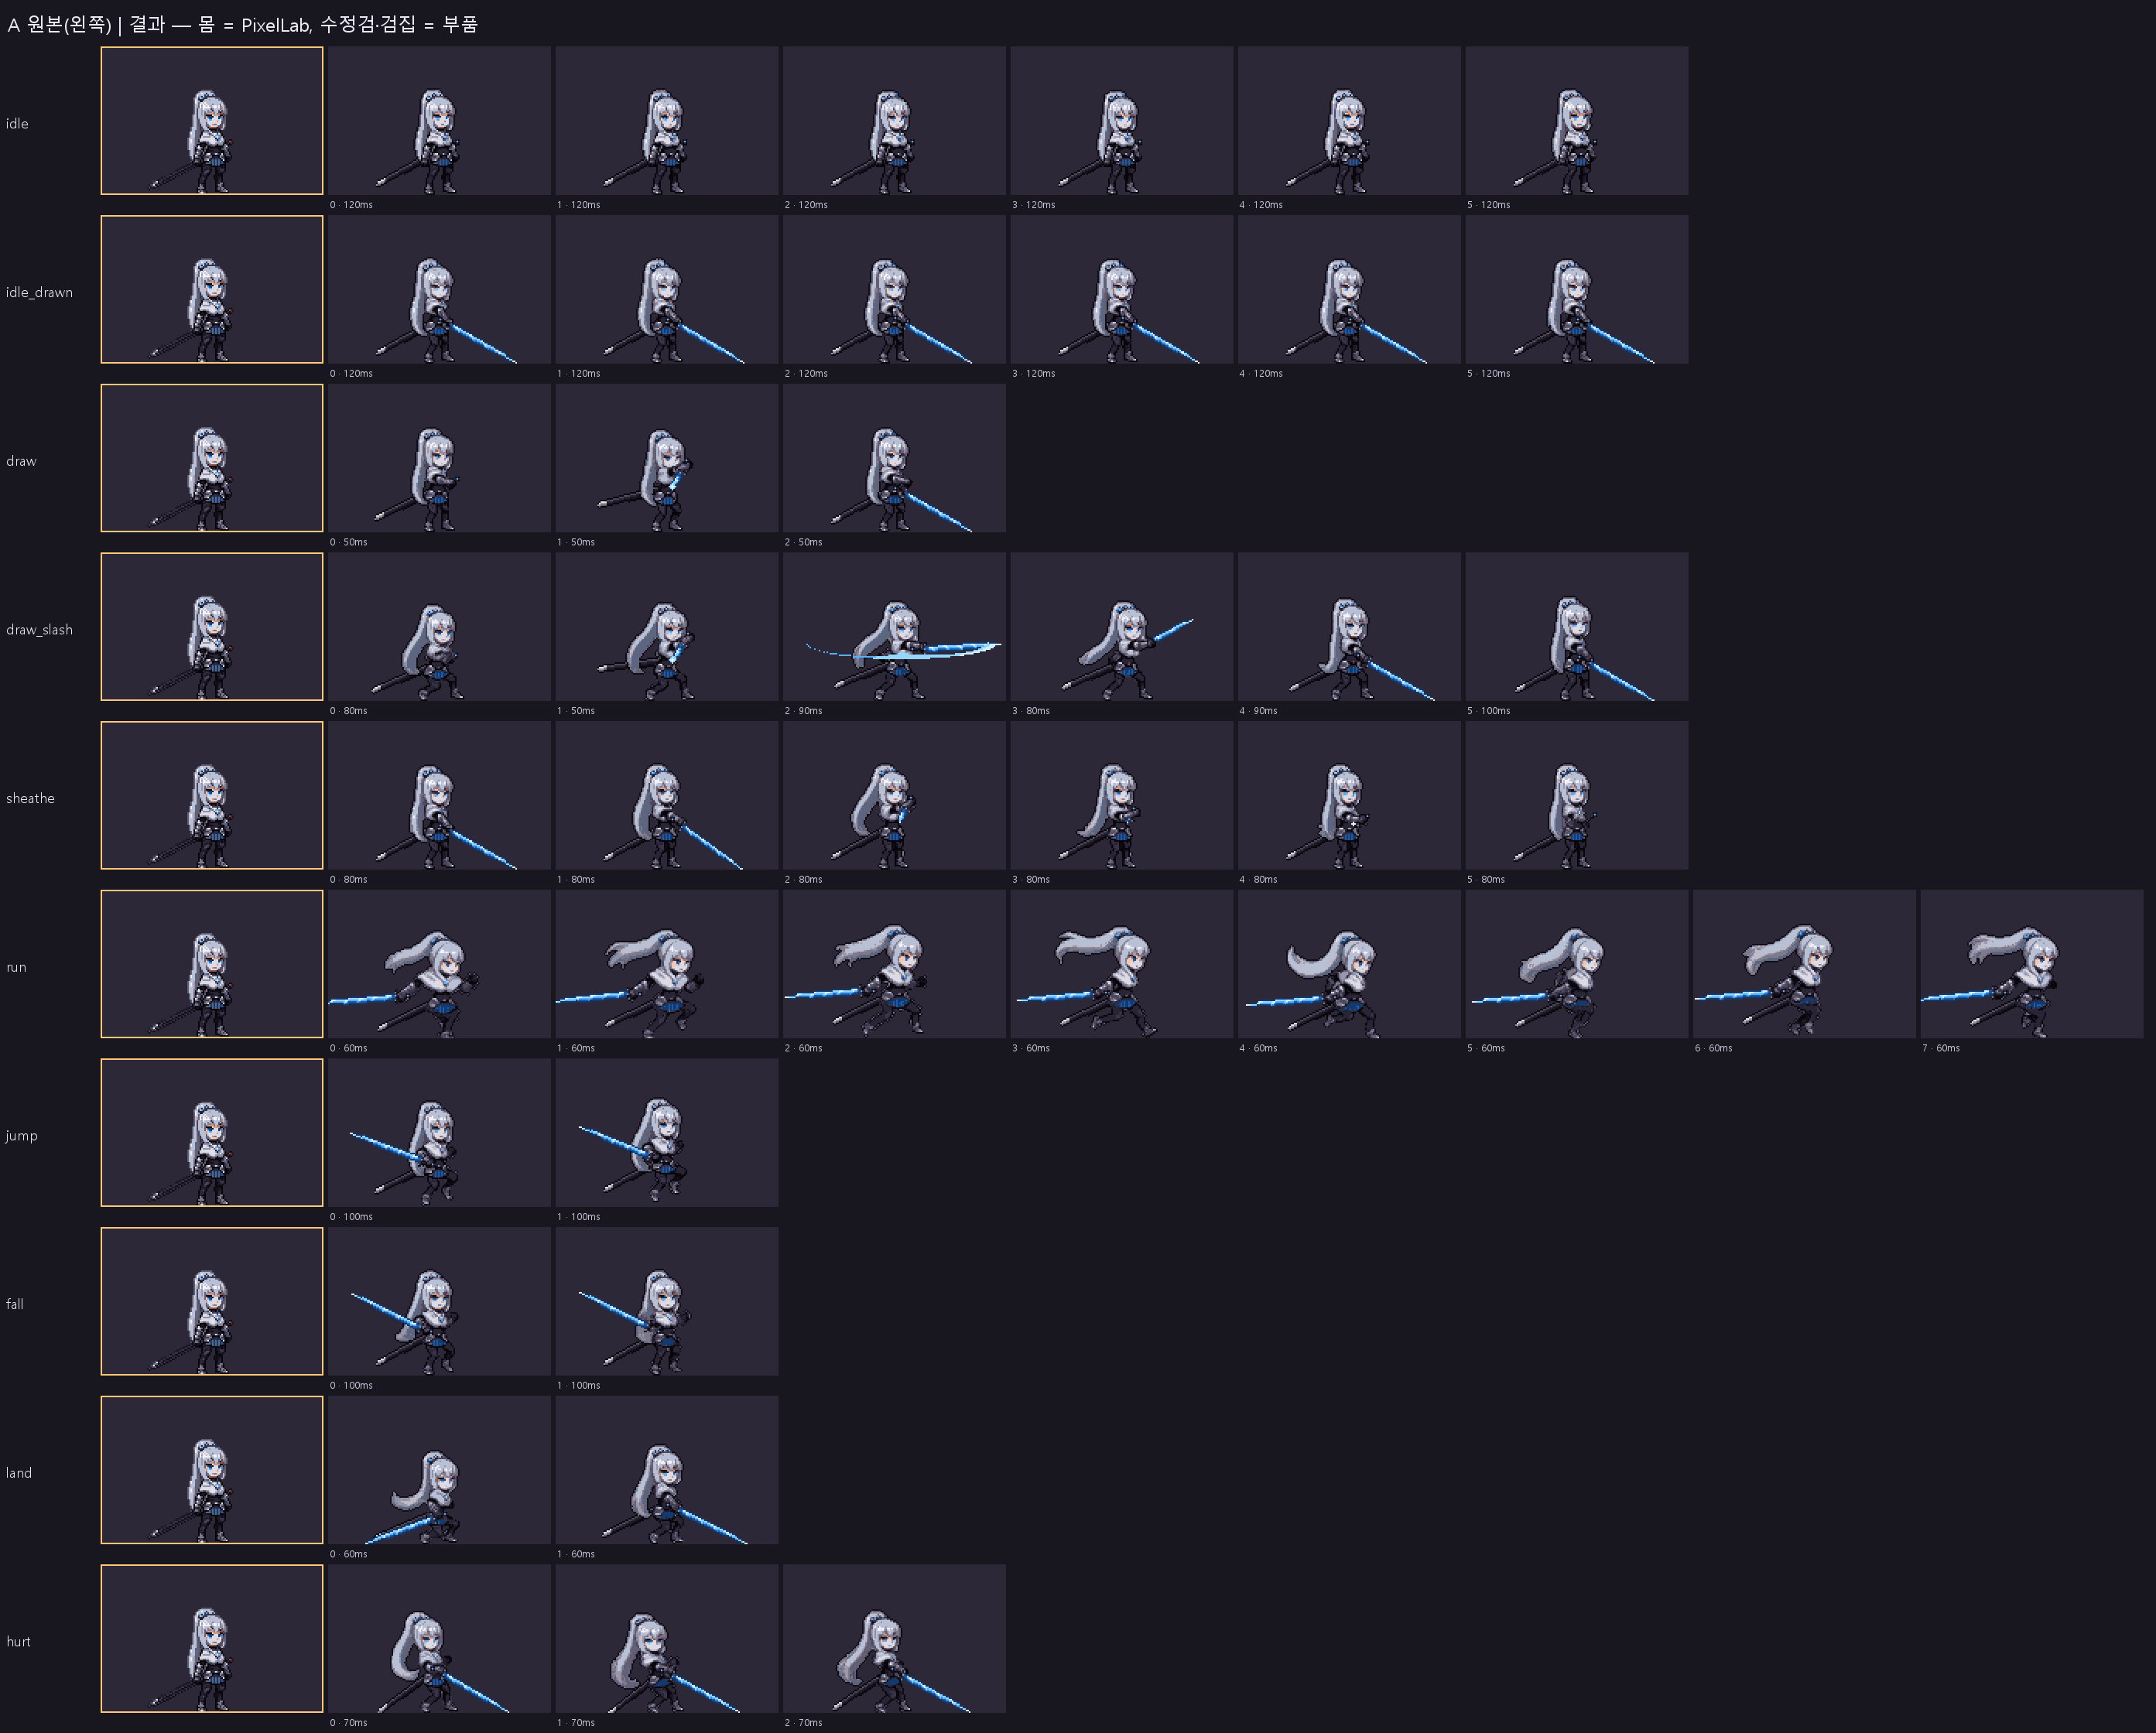 A 원본(왼쪽) | 결과 — 몸 = PixelLab, 수정검·검집 = 부품
idle
0 · 120ms 1 · 120ms 2 · 120ms 3 · 120ms 4 · 120ms 5 · 120ms
idle_drawn
0 · 120ms 1 · 120ms 2 · 120ms 3 · 120ms 4 · 120ms 5 · 120ms
draw
0 · 50ms 1 · 50ms 2 · 50ms
draw_slash
0 · 80ms 1 · 50ms 2 · 90ms 3 · 80ms 4 · 90ms 5 · 100ms
sheathe
0 · 80ms 1 · 80ms 2 · 80ms 3 · 80ms 4 · 80ms 5 · 80ms
run
0 · 60ms 1 · 60ms 2 · 60ms 3 · 60ms 4 · 60ms 5 · 60ms 6 · 60ms 7 · 60ms
jump
0 · 100ms 1 · 100ms
fall
0 · 100ms 1 · 100ms
land
0 · 60ms 1 · 60ms
hurt
0 · 70ms 1 · 70ms 2 · 70ms